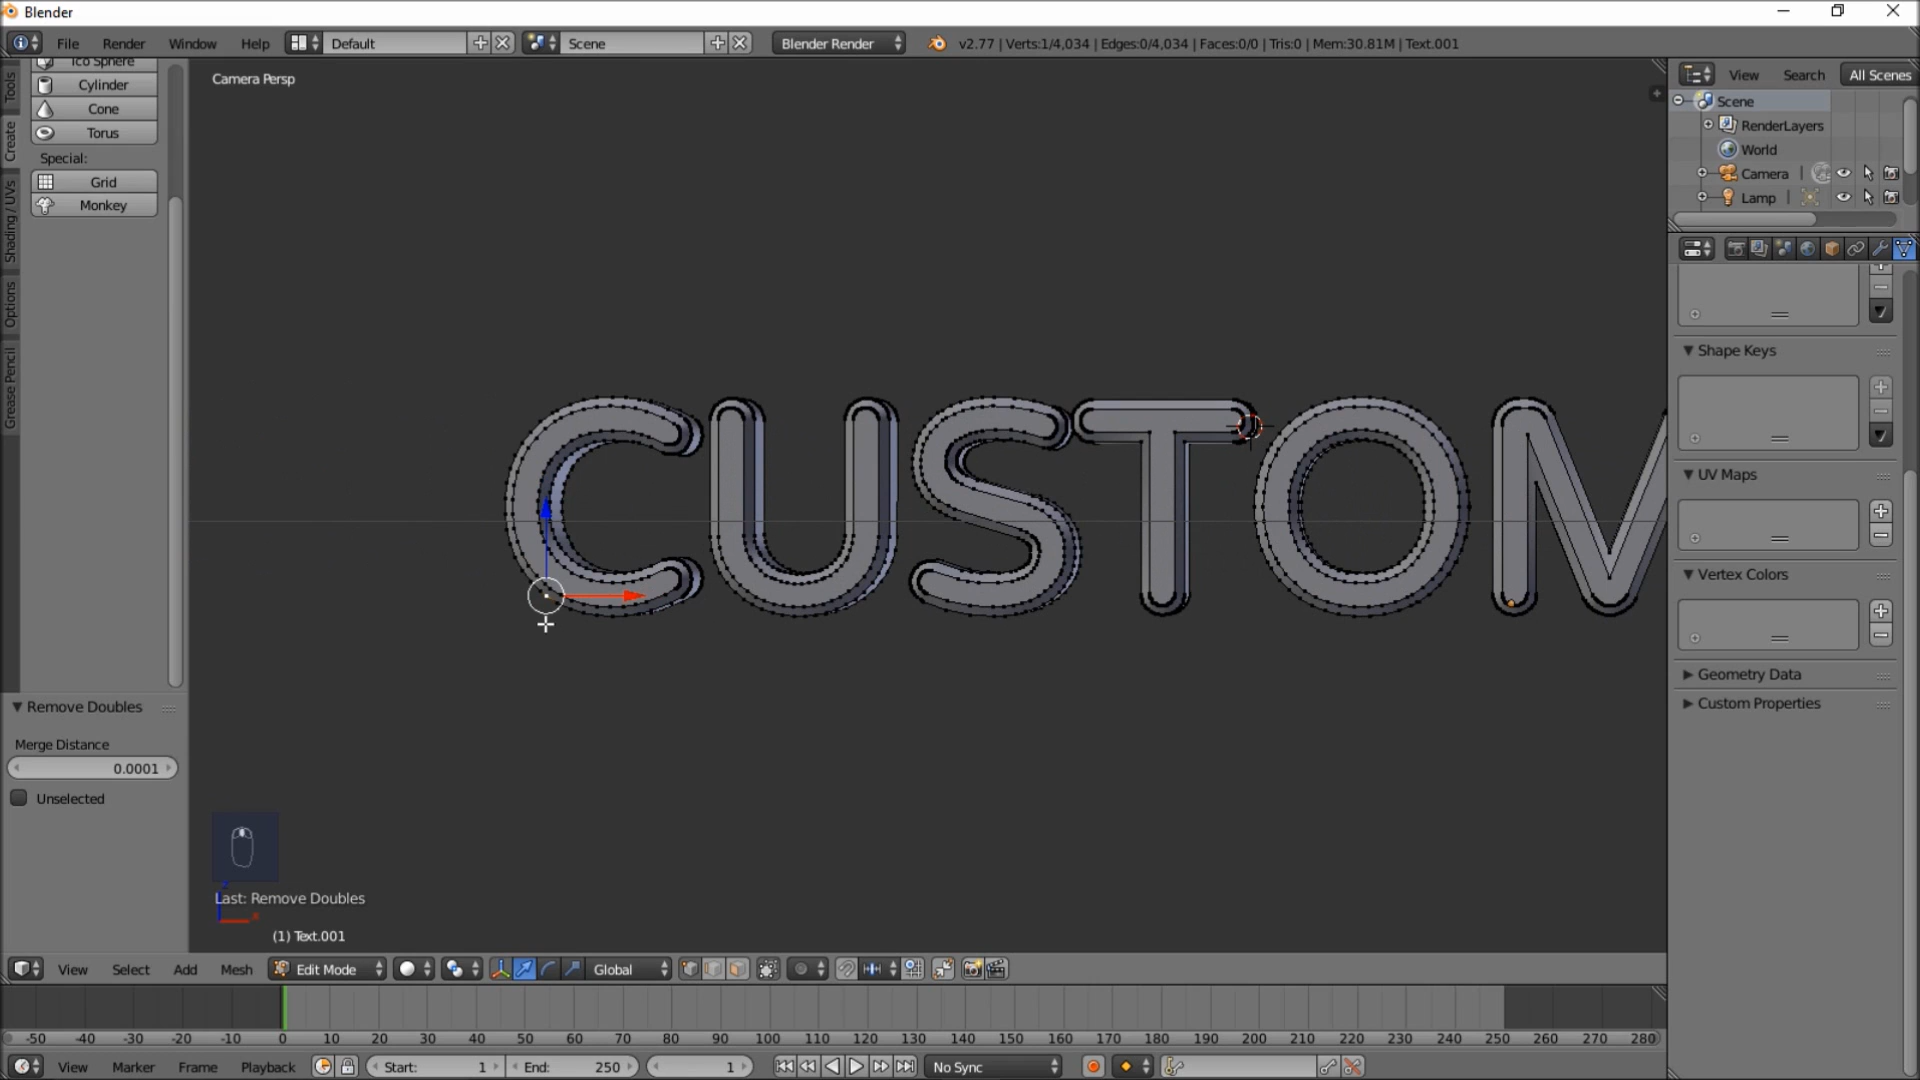 Blender
File Render Window Help Default Scene Blender Render v2.77 | Verts:1/4,034 | Edges:0/4,034 | Faces:0/0 | Tris:0 | Mem:30.81M | Text.001
Tools
Create
Shading / UVs
Options
Grease Pencil
Ico Sphere
Cylinder
Cone
Torus
Special:
Grid
Monkey
Remove Doubles
Merge Distance
0.0001
Unselected
Camera Persp
CUSTOM
Last: Remove Doubles
(1) Text.001
View Search All Scenes
Scene
RenderLayers
World
Camera
Lamp
Shape Keys
UV Maps
Vertex Colors
Geometry Data
Custom Properties
View Select Add Mesh Edit Mode Global
-50 -40 -30 -20 -10 0 10 20 30 40 50 60 70 80 90 100 110 120 130 140 150 160 170 180 190 200 210 220 230 240 250 260 270 280
View Marker Frame Playback Start: 1 End: 250 1 No Sync